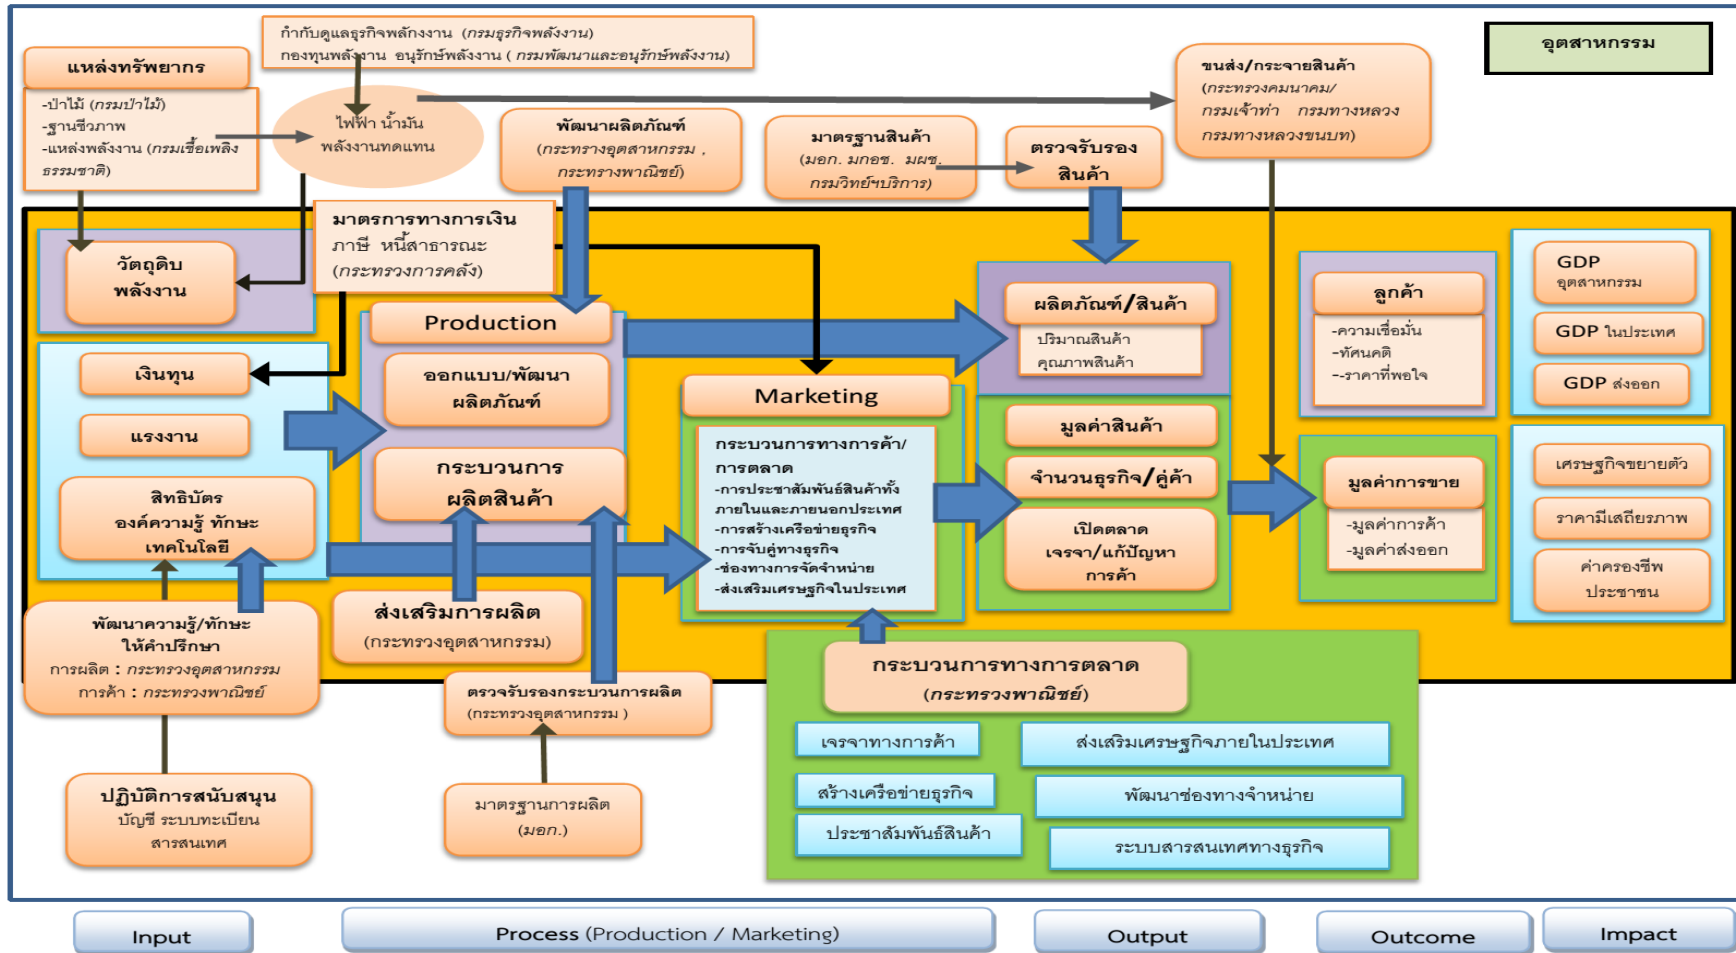 กำกับดูแลธุรกิจพลักงงาน (กรมธุรกิจพลังงาน)
กองทุนพลังงาน อนุรักษ์พลังงาน ( กรมพัฒนาและอนุรักษ์พลังงาน)
อุตสาหกรรม
แหล่งทรัพยากร
-ป่าไม้ (กรมป่าไม้)
-ฐานชีวภาพ
-แหล่งพลังงาน (กรมเชื้อเพลิง
ธรรมชาติ)
ไฟฟ้า น้ำมัน
พลังงานทดแทน
พัฒนาผลิตภัณฑ์
(กระทรางอุตสาหกรรม ,
กระทรางพาณิชย์)
มาตรฐานสินค้า
(มอก. มกอช. มผช.
กรมวิทย์ฯบริการ)
ตรวจรับรอง
สินค้า
ขนส่ง/กระจายสินค้า
(กระทรวงคมนาคม/
กรมเจ้าท่า กรมทางหลวง
กรมทางหลวงชนบท)
มาตรการทางการเงิน
ภาษี หนี้สาธารณะ
(กระทรวงการคลัง)
วัตถุดิบ
พลังงาน
เงินทุน
แรงงาน
สิทธิบัตร
องค์ความรู้ ทักษะ
เทคโนโลยี
Production
ออกแบบ/พัฒนา
ผลิตภัณฑ์
กระบวนการ
ผลิตสินค้า
Marketing
กระบวนการทางการค้า/
การตลาด
-การประชาสัมพันธ์สินค้าทั้ง
ภายในและภายนอกประเทศ
-การสร้างเครือข่ายธุรกิจ
-การจับคู่ทางธุรกิจ
-ช่องทางการจัดจำหน่าย
-ส่งเสริมเศรษฐกิจในประเทศ
ผลิตภัณฑ์/สินค้า
ปริมาณสินค้า
คุณภาพสินค้า
มูลค่าสินค้า
จำนวนธุรกิจ/คู่ค้า
เปิดตลาด
เจรจา/แก้ปัญหา
การค้า
ลูกค้า
-ความเชื่อมั่น
-ทัศนคติ
--ราคาที่พอใจ
มูลค่าการขาย
-มูลค่าการค้า
-มูลค่าส่งออก
GDP
อุตสาหกรรม
GDP ในประเทศ
GDP ส่งออก
เศรษฐกิจขยายตัว
ราคามีเสถียรภาพ
ค่าครองชีพ
ประชาชน
พัฒนาความรู้/ทักษะ
ให้คำปรึกษา
การผลิต : กระทรวงอุตสาหกรรม
การค้า : กระทรวงพาณิชย์
ส่งเสริมการผลิต
(กระทรวงอุตสาหกรรม)
ตรวจรับรองกระบวนการผลิต
(กระทรวงอุตสาหกรรม )
ปฏิบัติการสนับสนุน
บัญชี ระบบทะเบียน
สารสนเทศ
มาตรฐานการผลิต
(มอก.)
กระบวนการทางการตลาด
(กระทรวงพาณิชย์)
เจรจาทางการค้า
ส่งเสริมเศรษฐกิจภายในประเทศ
สร้างเครือข่ายธุรกิจ
พัฒนาช่องทางจำหน่าย
ประชาสัมพันธ์สินค้า
ระบบสารสนเทศทางธุรกิจ
Input
Process (Production / Marketing)
Output
Outcome
Impact